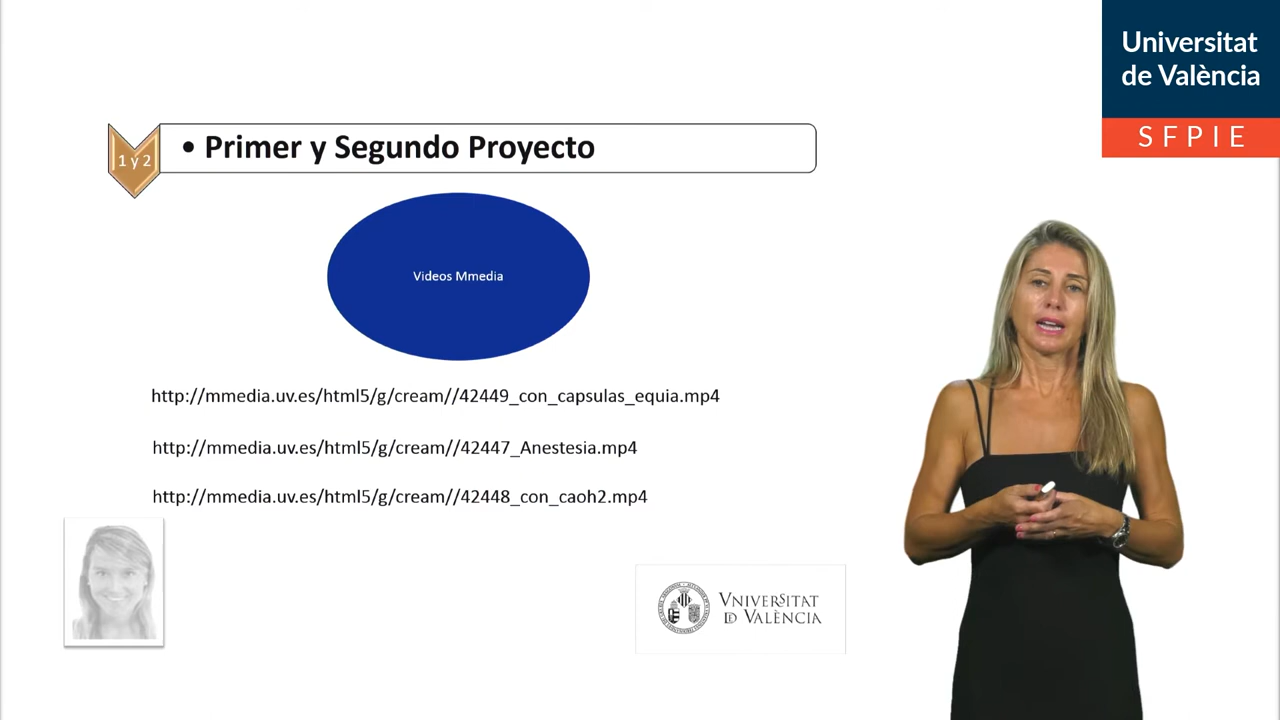 Universitat
de València
SFPIE
1 y 2
• Primer y Segundo Proyecto
Videos Mmedia
http://mmedia.uv.es/html5/g/cream//42449_con_capsulas_equia.mp4
http://mmedia.uv.es/html5/g/cream//42447_Anestesia.mp4
http://mmedia.uv.es/html5/g/cream//42448_con_caoh2.mp4
VNIVERSITAT
DE VALÈNCIA